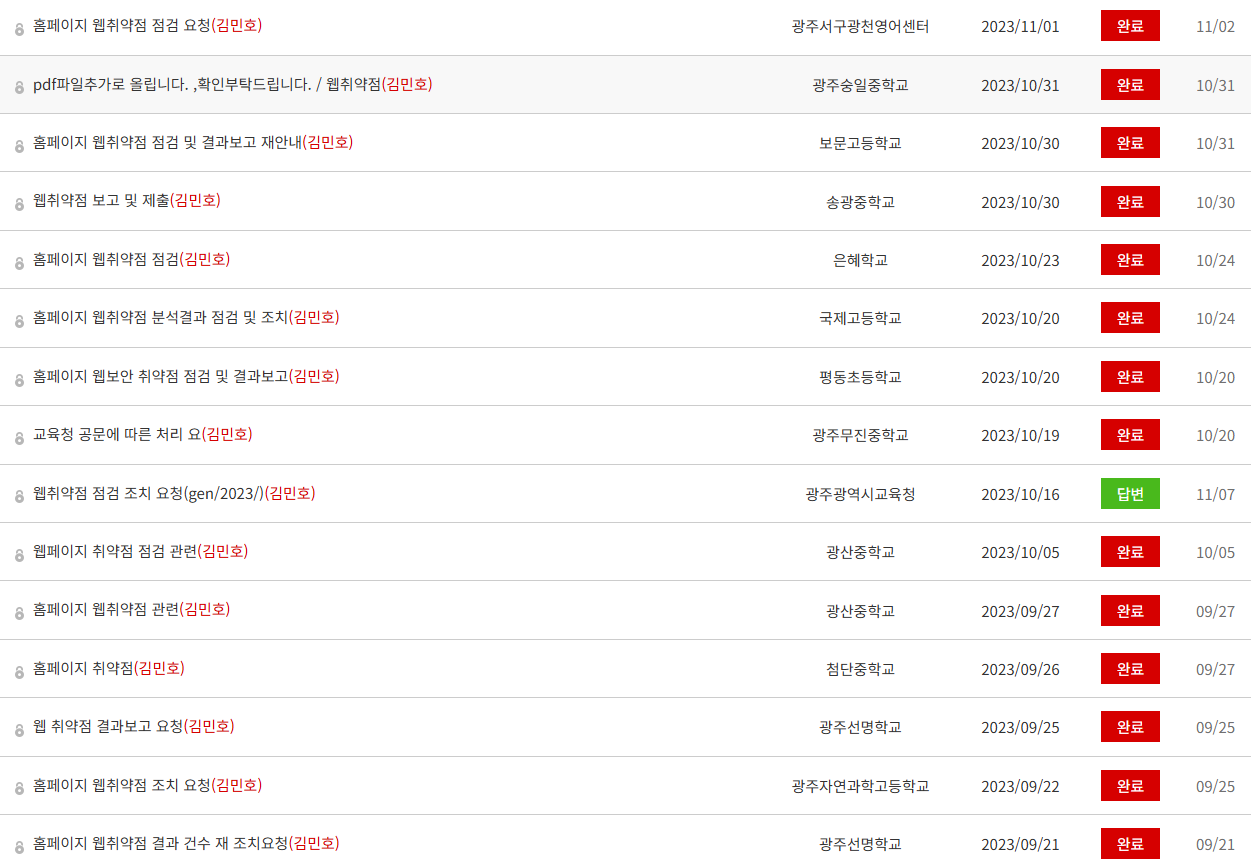 홈페이지 웹취약점 점검 요청(김민호) 광주서구광천영어센터 2023/11/01 완료 11/02
pdf파일추가로 올립니다. ,확인부탁드립니다. / 웹취약점(김민호) 광주숭일중학교 2023/10/31 완료 10/31
홈페이지 웹취약점 점검 및 결과보고 재안내(김민호) 보문고등학교 2023/10/30 완료 10/31
웹취약점 보고 및 제출(김민호) 송광중학교 2023/10/30 완료 10/30
홈페이지 웹취약점 점검(김민호) 은혜학교 2023/10/23 완료 10/24
홈페이지 웹취약점 분석결과 점검 및 조치(김민호) 국제고등학교 2023/10/20 완료 10/24
홈페이지 웹보안 취약점 점검 및 결과보고(김민호) 평동초등학교 2023/10/20 완료 10/20
교육청 공문에 따른 처리 요(김민호) 광주무진중학교 2023/10/19 완료 10/20
웹취약점 점검 조치 요청(gen/2023/)(김민호) 광주광역시교육청 2023/10/16 답변 11/07
웹페이지 취약점 점검 관련(김민호) 광산중학교 2023/10/05 완료 10/05
홈페이지 웹취약점 관련(김민호) 광산중학교 2023/09/27 완료 09/27
홈페이지 취약점(김민호) 첨단중학교 2023/09/26 완료 09/27
웹 취약점 결과보고 요청(김민호) 광주선명학교 2023/09/25 완료 09/25
홈페이지 웹취약점 조치 요청(김민호) 광주자연과학고등학교 2023/09/22 완료 09/25
홈페이지 웹취약점 결과 건수 재 조치요청(김민호) 광주선명학교 2023/09/21 완료 09/21